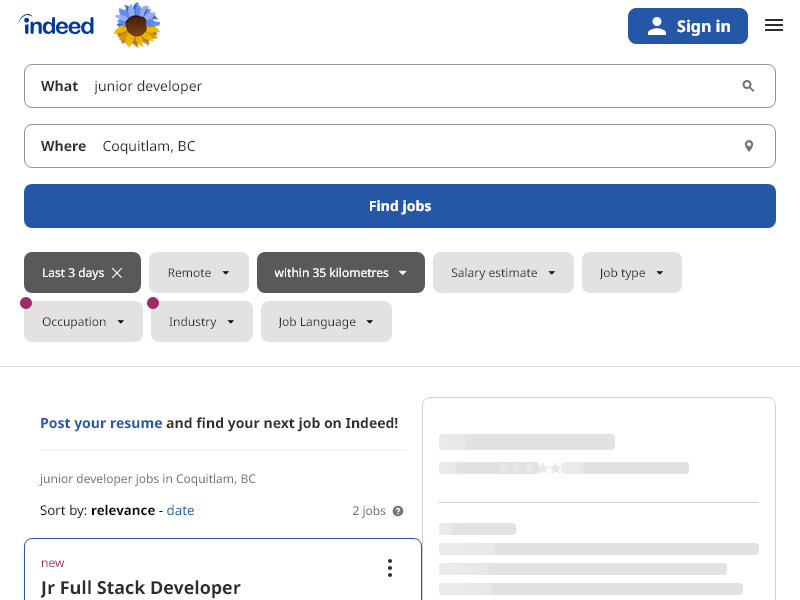 indeed
Sign in
What junior developer
Where Coquitlam, BC
Find jobs
Last 3 days Remote within 35 kilometres Salary estimate Job type
Occupation Industry Job Language
Post your resume and find your next job on Indeed!
junior developer jobs in Coquitlam, BC
Sort by: relevance - date 2 jobs ?
new
Jr Full Stack Developer